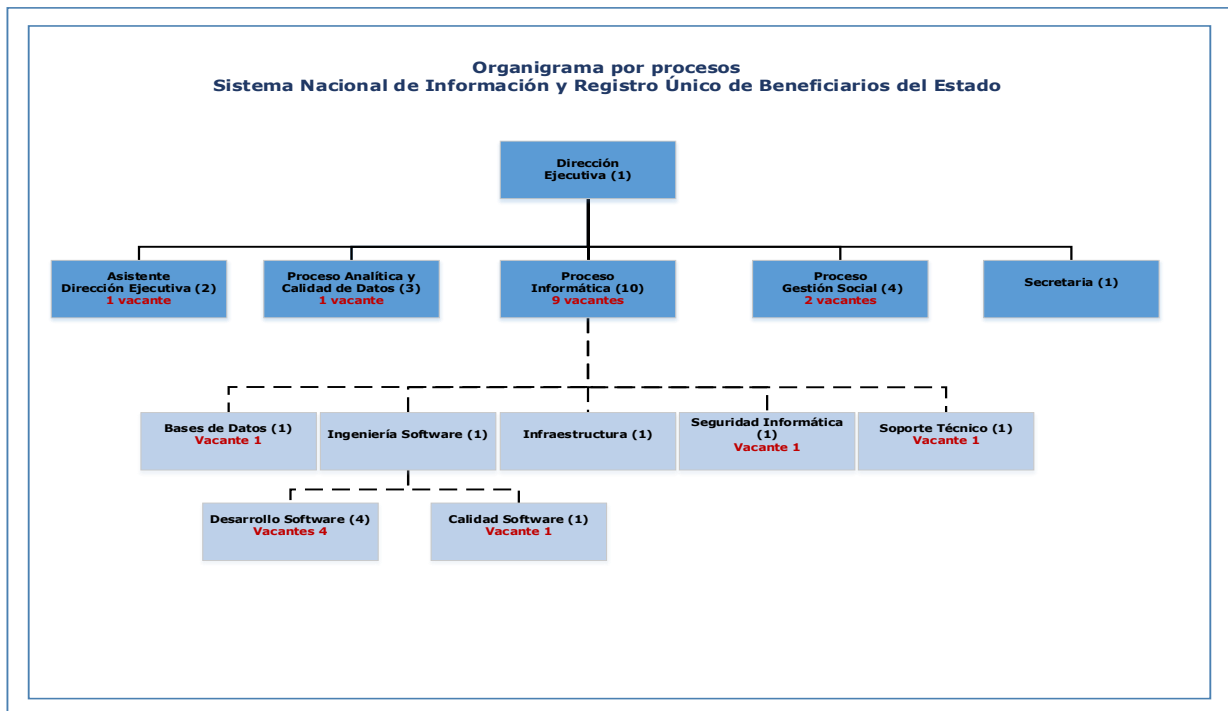 Organigrama por procesos
Sistema Nacional de Información y Registro Único de Beneficiarios del Estado
Dirección
Ejecutiva (1)
Asistente
Dirección Ejecutiva (2)
1 vacante
Proceso Analítica y
Calidad de Datos (3)
1 vacante
Proceso
Informática (10)
9 vacantes
Proceso
Gestión Social (4)
2 vacantes
Secretaria (1)
Bases de Datos (1)
Vacante 1
Ingeniería Software (1)
Infraestructura (1)
Seguridad Informática
(1)
Vacante 1
Soporte Técnico (1)
Vacante 1
Desarrollo Software (4)
Vacantes 4
Calidad Software (1)
Vacante 1